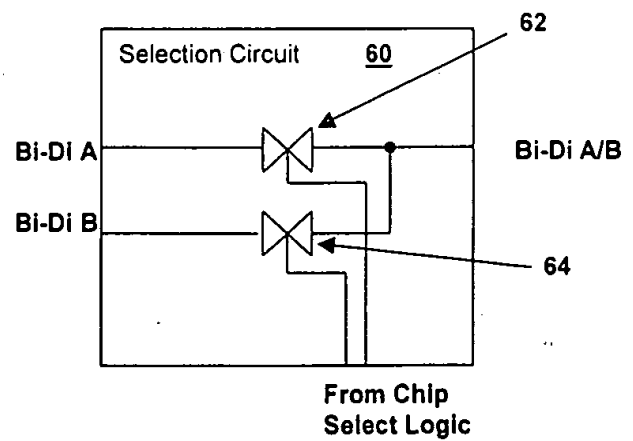 62
Selection Circuit 60
Bi-Di A
Bi-Di A/B
Bi-Di B
64
From Chip
Select Logic